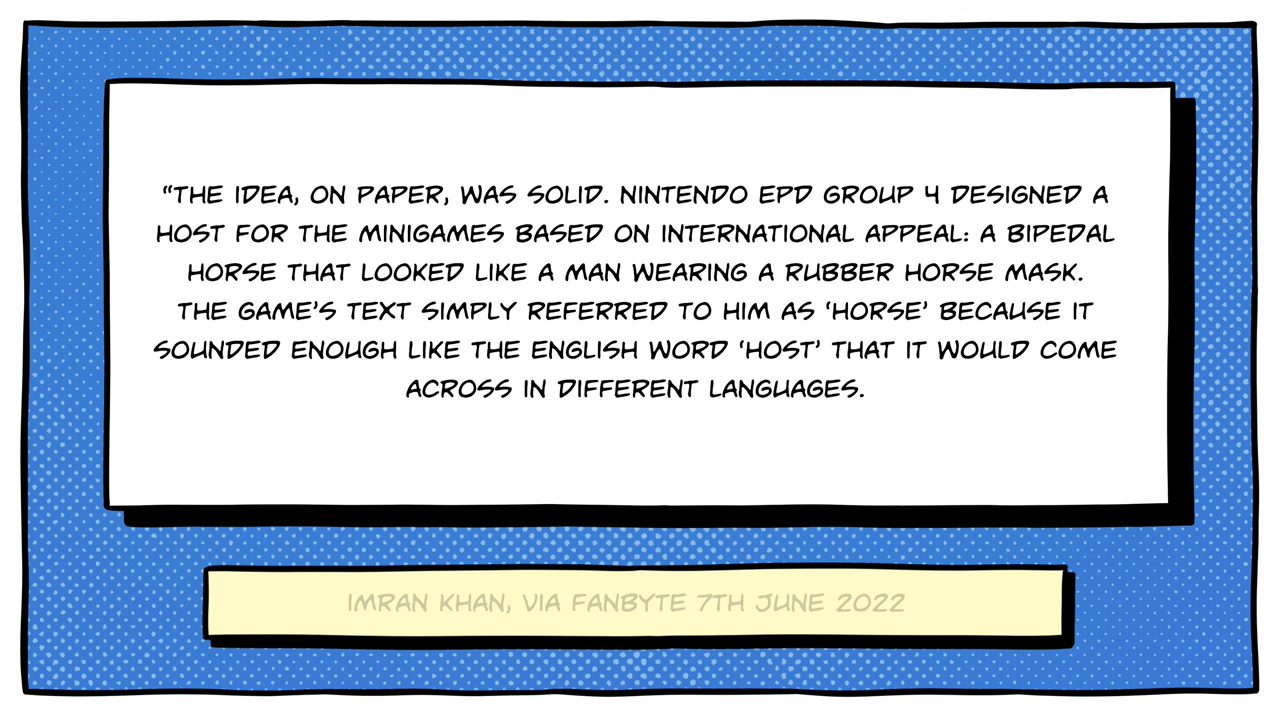 “THE IDEA, ON PAPER, WAS SOLID. NINTENDO EPD GROUP 4 DESIGNED A
HOST FOR THE MINIGAMES BASED ON INTERNATIONAL APPEAL: A BIPEDAL
HORSE THAT LOOKED LIKE A MAN WEARING A RUBBER HORSE MASK.
THE GAME’S TEXT SIMPLY REFERRED TO HIM AS ‘HORSE’ BECAUSE IT
SOUNDED ENOUGH LIKE THE ENGLISH WORD ‘HOST’ THAT IT WOULD COME
ACROSS IN DIFFERENT LANGUAGES.
IMRAN KHAN, VIA FANBYTE 7TH JUNE 2022